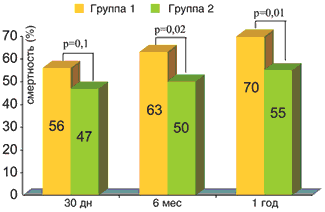 Группа 1 Группа 2
смертность (%)
70
60
50
40
30
20
10
0
p=0,1
p=0,02
p=0,01
56
47
63
50
70
55
30 дн
6 мес
1 год